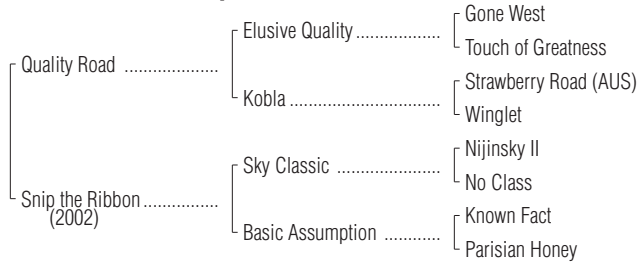 Gone West
Elusive Quality ..................
Touch of Greatness
Quality Road ....................
Strawberry Road (AUS)
Kobla ................................
Winglet
Nijinsky II
Sky Classic ......................
No Class
Snip the Ribbon ................
(2002)
Known Fact
Basic Assumption ............
Parisian Honey